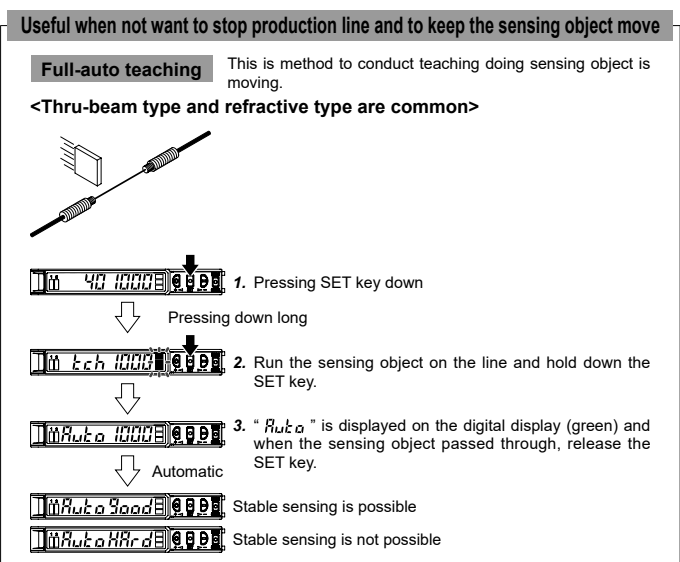 Useful when not want to stop production line and to keep the sensing object move
Full-auto teaching
This is method to conduct teaching doing sensing object is
moving.
<Thru-beam type and refractive type are common>
40 1000
1. Pressing SET key down
Pressing down long
tch 1000
2. Run the sensing object on the line and hold down the
SET key.
Auto 1000
3. “ Auto ” is displayed on the digital display (green) and
when the sensing object passed through, release the
SET key.
Automatic
Auto good
Stable sensing is possible
Auto HArd
Stable sensing is not possible